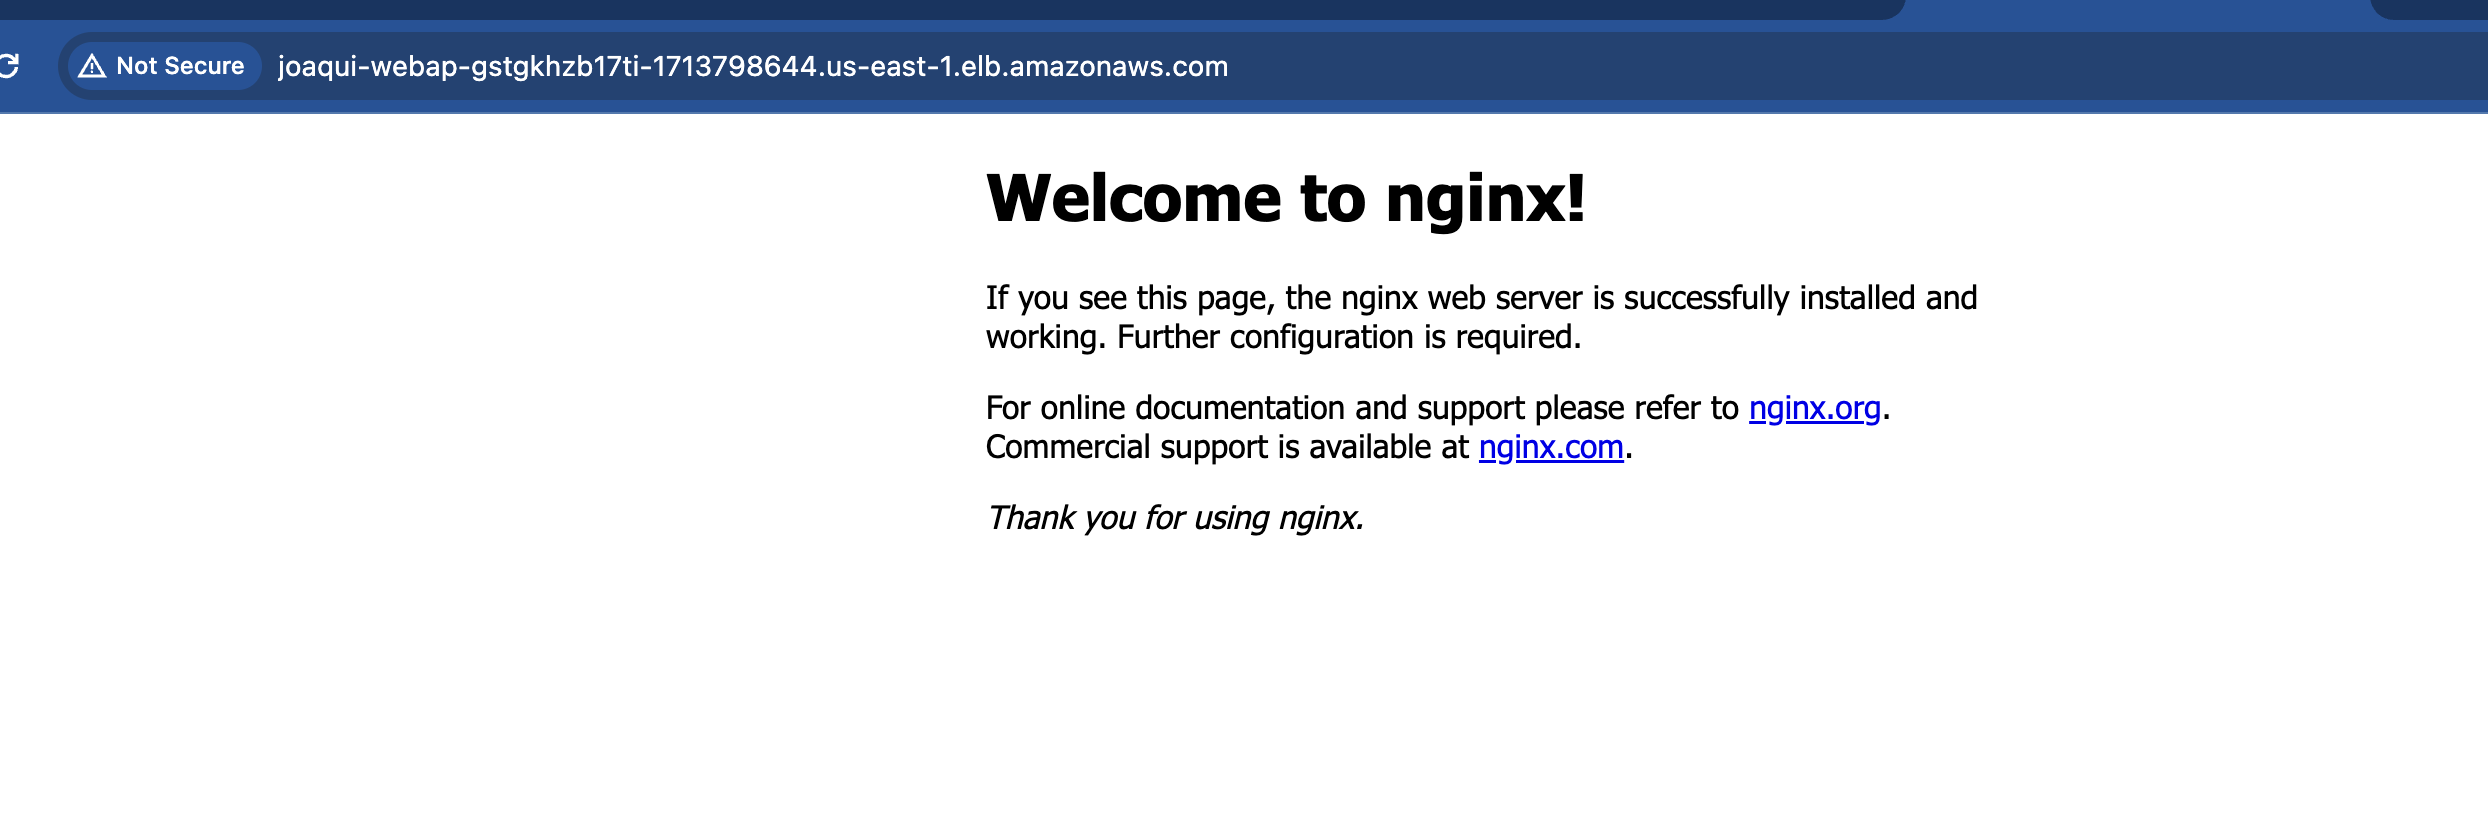 Not Secure joaqui-webap-gstgkhzb17ti-1713798644.us-east-1.elb.amazonaws.com
Welcome to nginx!
If you see this page, the nginx web server is successfully installed and
working. Further configuration is required.
For online documentation and support please refer to nginx.org.
Commercial support is available at nginx.com.
Thank you for using nginx.